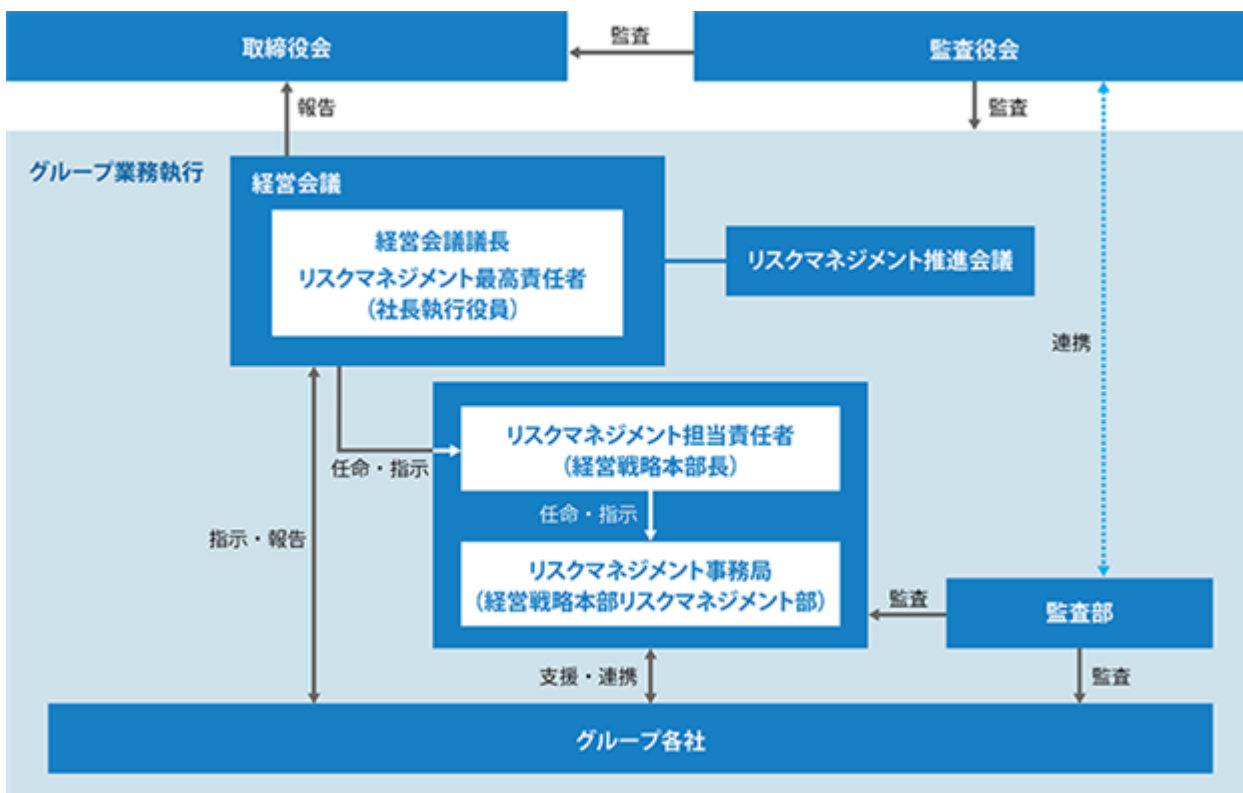 取締役会
監査
監査役会
報告
監査
グループ業務執行
経営会議
経営会議議長
リスクマネジメント最高責任者
（社長執行役員）
リスクマネジメント推進会議
連携
リスクマネジメント担当責任者
（経営戦略本部長）
任命・指示
任命・指示
指示・報告
リスクマネジメント事務局
（経営戦略本部リスクマネジメント部）
監査
監査部
支援・連携
監査
グループ各社